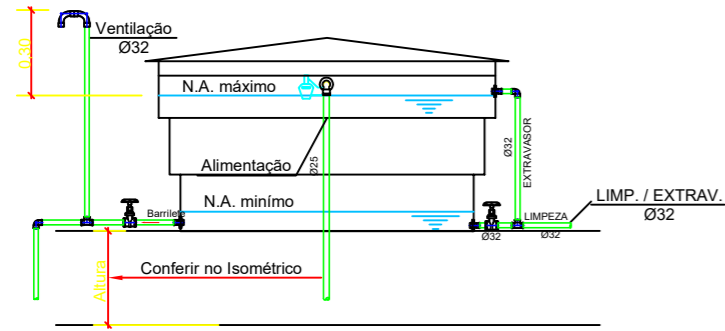 Ventilação
Ø32
0.30
N.A. máximo
Alimentação
Ø25
Ø32
EXTRAVASOR
N.A. minímo
Barrilete
LIMPEZA
LIMP. / EXTRAV.
Ø32
Ø32
Ø32
Conferir no Isométrico
Altura